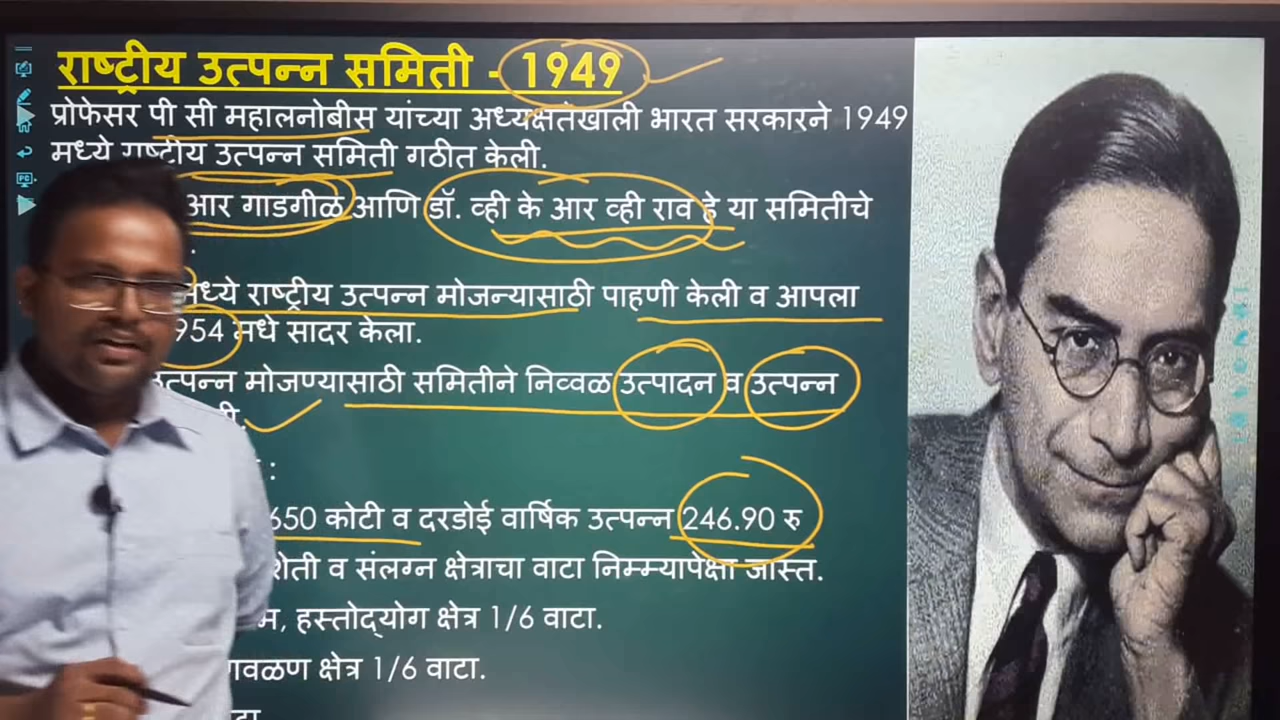 राष्ट्रीय उत्पन्न समिती - 1949
प्रोफेसर पी सी महालनोबीस यांच्या अध्यक्षतेखाली भारत सरकारने 1949
मध्ये राष्ट्रीय उत्पन्न समिती गठीत केली.
आर गाडगीळ आणि डॉ. व्ही के आर व्ही राव हे या समितीचे
मध्ये राष्ट्रीय उत्पन्न मोजन्यासाठी पाहणी केली व आपला
954 मधे सादर केला.
उत्पन्न मोजण्यासाठी समितीने निव्वळ उत्पादन व उत्पन्न
:
650 कोटी व दरडोई वार्षिक उत्पन्न 246.90 रु
शेती व संलग्न क्षेत्राचा वाटा निम्म्यापेक्षा जास्त.
म, हस्तोद्योग क्षेत्र 1/6 वाटा.
क्षेत्र 1/6 वाटा.